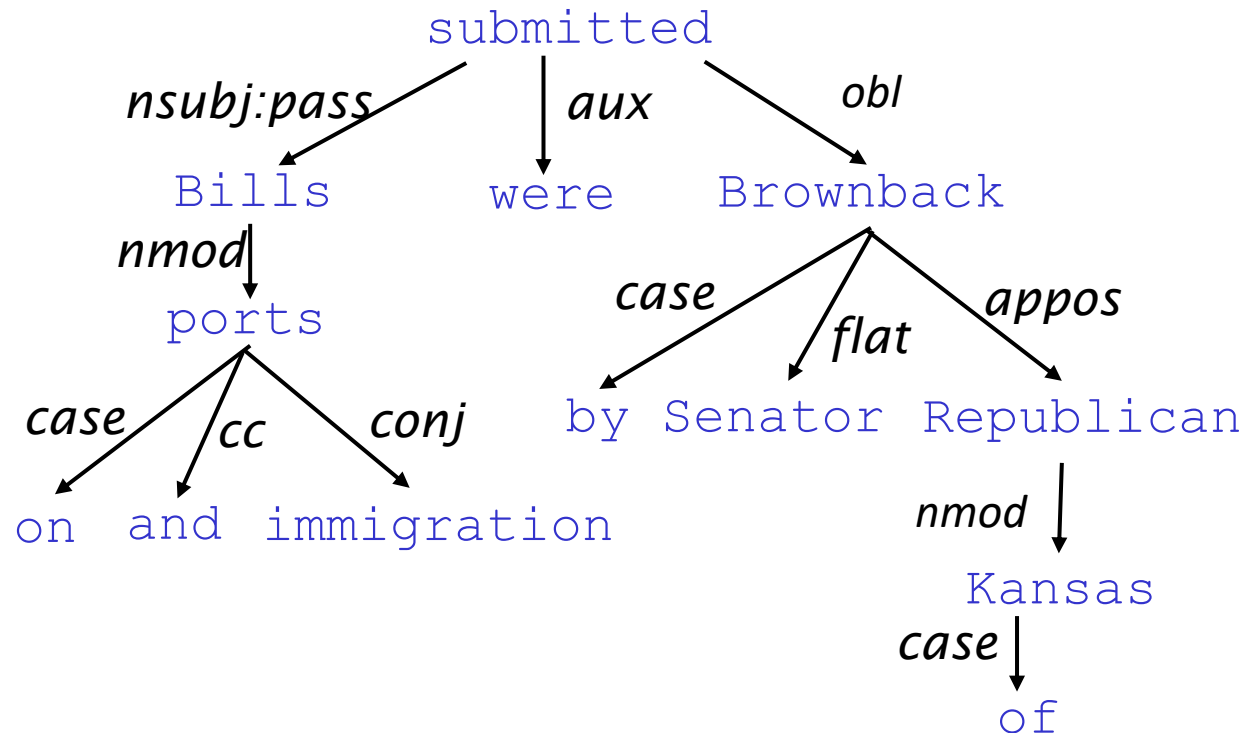 submitted
nsubj:pass aux obl
Bills were Brownback
nmod
case appos
ports
flat
case cc conj
by Senator Republican
on and immigration
nmod
Kansas
case
of